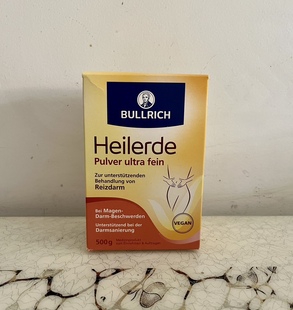 BULLRICH
Heilerde
Pulver ultra fein
Zur unterstützenden
Behandlung von
Reizdarm
Bei Magen-
Darm-Beschwerden
Unterstützend bei der
Darmsanierung
VEGAN
500 g